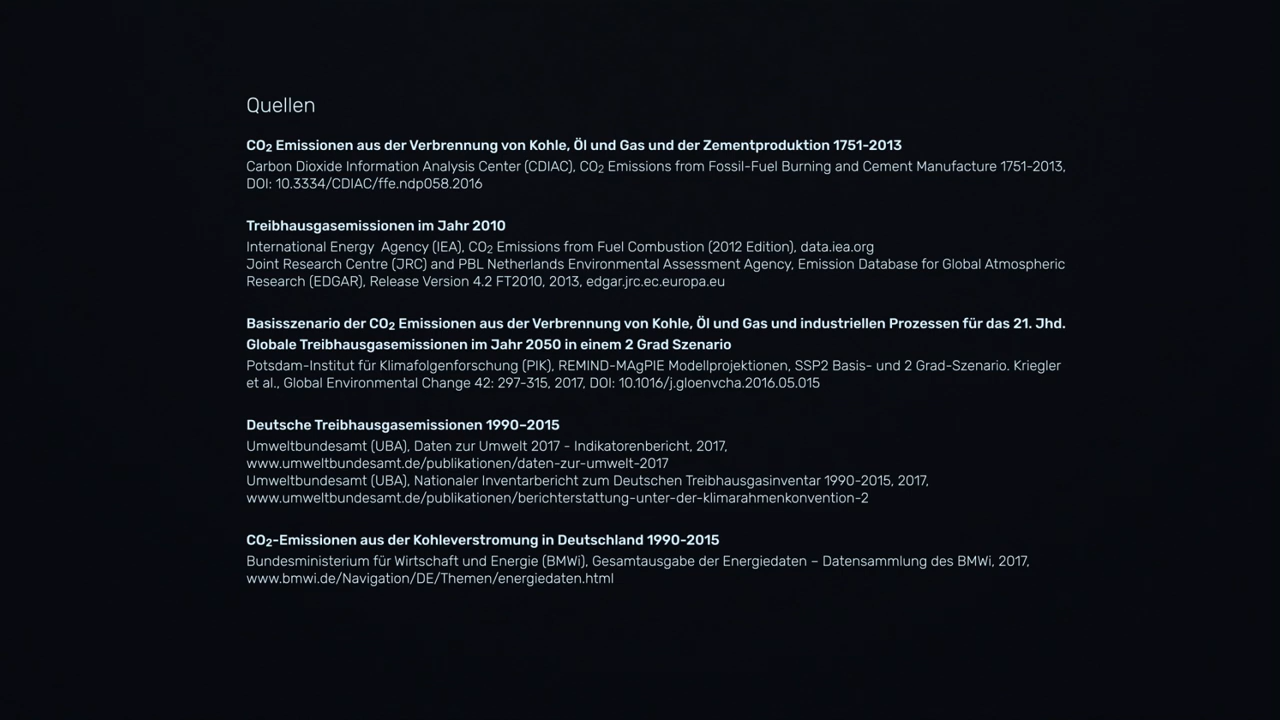 Quellen
CO₂ Emissionen aus der Verbrennung von Kohle, Öl und Gas und der Zementproduktion 1751-2013
Carbon Dioxide Information Analysis Center (CDIAC), CO₂ Emissions from Fossil-Fuel Burning and Cement Manufacture 1751-2013,
DOI: 10.3334/CDIAC/ffe.ndp058.2016
Treibhausgasemissionen im Jahr 2010
International Energy Agency (IEA), CO₂ Emissions from Fuel Combustion (2012 Edition), data.iea.org
Joint Research Centre (JRC) and PBL Netherlands Environmental Assessment Agency, Emission Database for Global Atmospheric
Research (EDGAR), Release Version 4.2 FT2010, 2013, edgar.jrc.ec.europa.eu
Basisszenario der CO₂ Emissionen aus der Verbrennung von Kohle, Öl und Gas und industriellen Prozessen für das 21. Jhd.
Globale Treibhausgasemissionen im Jahr 2050 in einem 2 Grad Szenario
Potsdam-Institut für Klimafolgenforschung (PIK), REMIND-MAgPIE Modellprojektionen, SSP2 Basis- und 2 Grad-Szenario. Kriegler
et al., Global Environmental Change 42: 297-315, 2017, DOI: 10.1016/j.gloenvcha.2016.05.015
Deutsche Treibhausgasemissionen 1990–2015
Umweltbundesamt (UBA), Daten zur Umwelt 2017 - Indikatorenbericht, 2017,
www.umweltbundesamt.de/publikationen/daten-zur-umwelt-2017
Umweltbundesamt (UBA), Nationaler Inventarbericht zum Deutschen Treibhausgasinventar 1990-2015, 2017,
www.umweltbundesamt.de/publikationen/berichterstattung-unter-der-klimarahmenkonvention-2
CO₂-Emissionen aus der Kohleverstromung in Deutschland 1990-2015
Bundesministerium für Wirtschaft und Energie (BMWi), Gesamtausgabe der Energiedaten – Datensammlung des BMWi, 2017,
www.bmwi.de/Navigation/DE/Themen/energiedaten.html